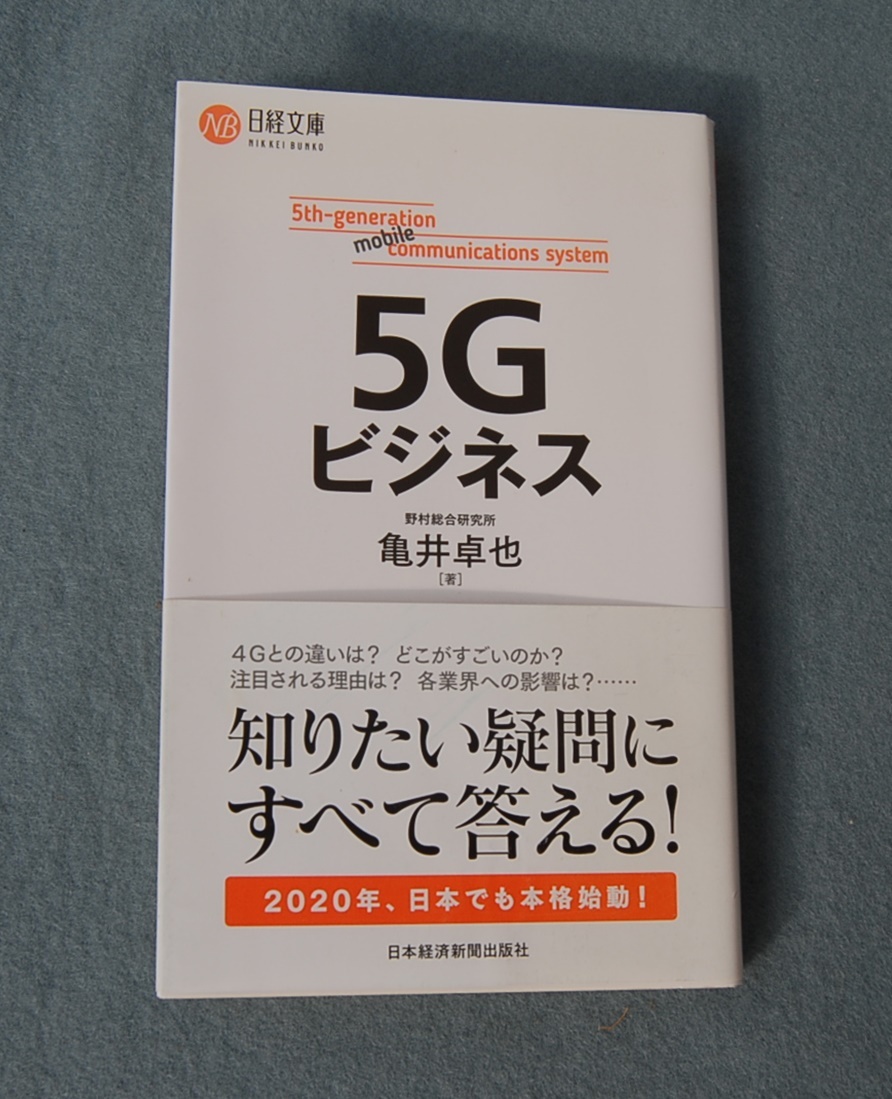 NB 日経文庫
NIKKEI BUNKO
5th-generation
mobile
communications system
5G
ビジネス
野村総合研究所
亀井卓也
[著]
4Gとの違いは? どこがすごいのか?
注目される理由は? 各業界への影響は?……
知りたい疑問に
すべて答える!
2020年、日本でも本格始動!
日本経済新聞出版社